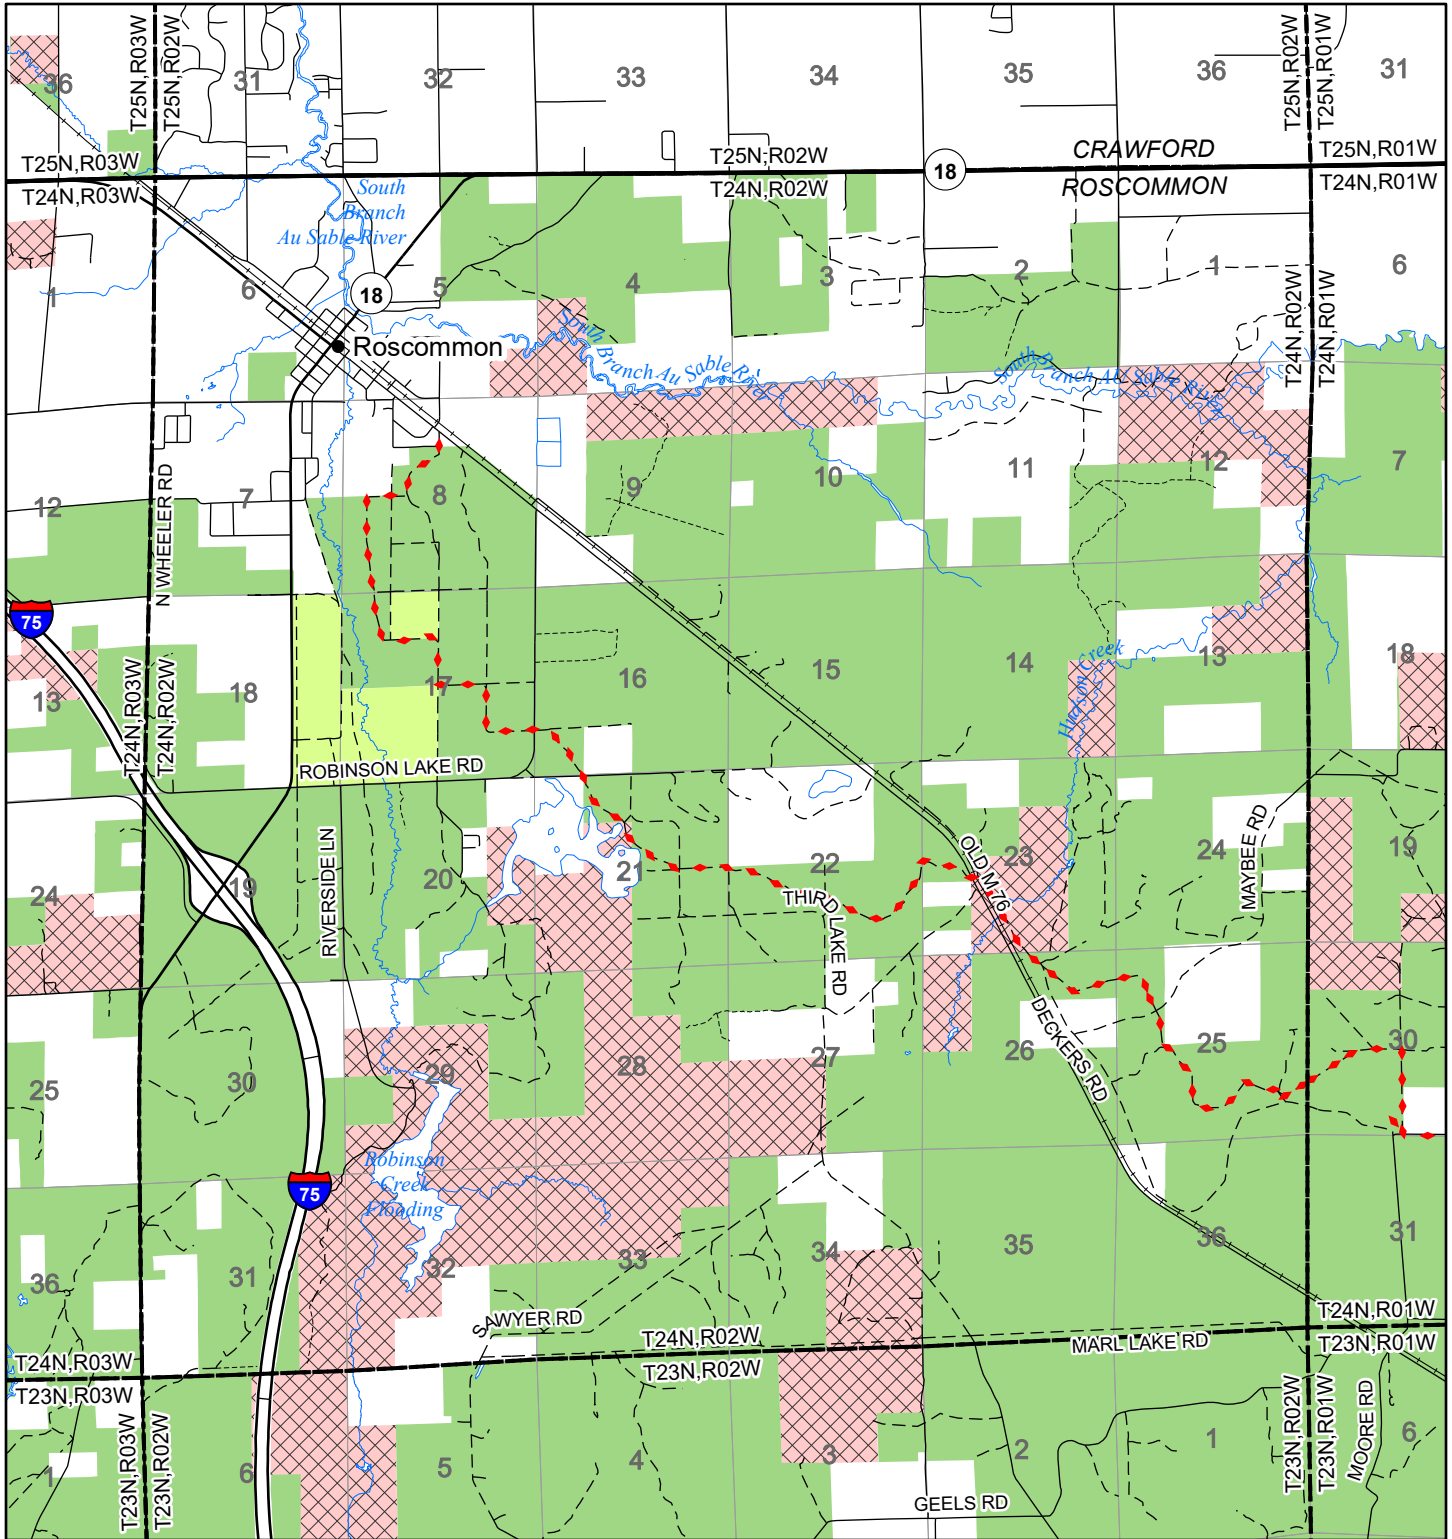 36
31
32
33
34
35
36
31
T25N,R03W
T25N,R02W
T25N,R02W
T25N,R01W
T25N,R03W
T24N,R03W
T25N,R02W
T24N,R02W
18
CRAWFORD
ROSCOMMON
T25N,R01W
T24N,R01W
South
Branch
Au Sable River
1
6
5
4
3
2
1
6
18
T24N,R02W
T24N,R01W
Roscommon
South Branch Au Sable River
South Branch Au Sable River
12
N WHEELER RD
7
8
9
10
11
12
7
75
13
T24N,R03W
T24N,R02W
18
17
16
15
14
Hudson Creek
13
18
ROBINSON LAKE RD
24
19
RIVERSIDE LN
20
21
22
THIRD LAKE RD
OLD M 76
23
24
MAYBEE RD
19
25
30
29
28
27
26
DECKERS RD
25
30
75
Robinson
Creek
Flooding
36
31
32
33
34
35
36
31
SAWYER RD
T24N,R03W
T23N,R03W
T24N,R02W
T23N,R02W
MARL LAKE RD
T24N,R01W
T23N,R01W
T23N,R03W
T23N,R02W
T23N,R02W
T23N,R01W
MOORE RD
1
6
5
4
3
2
1
6
GEELS RD